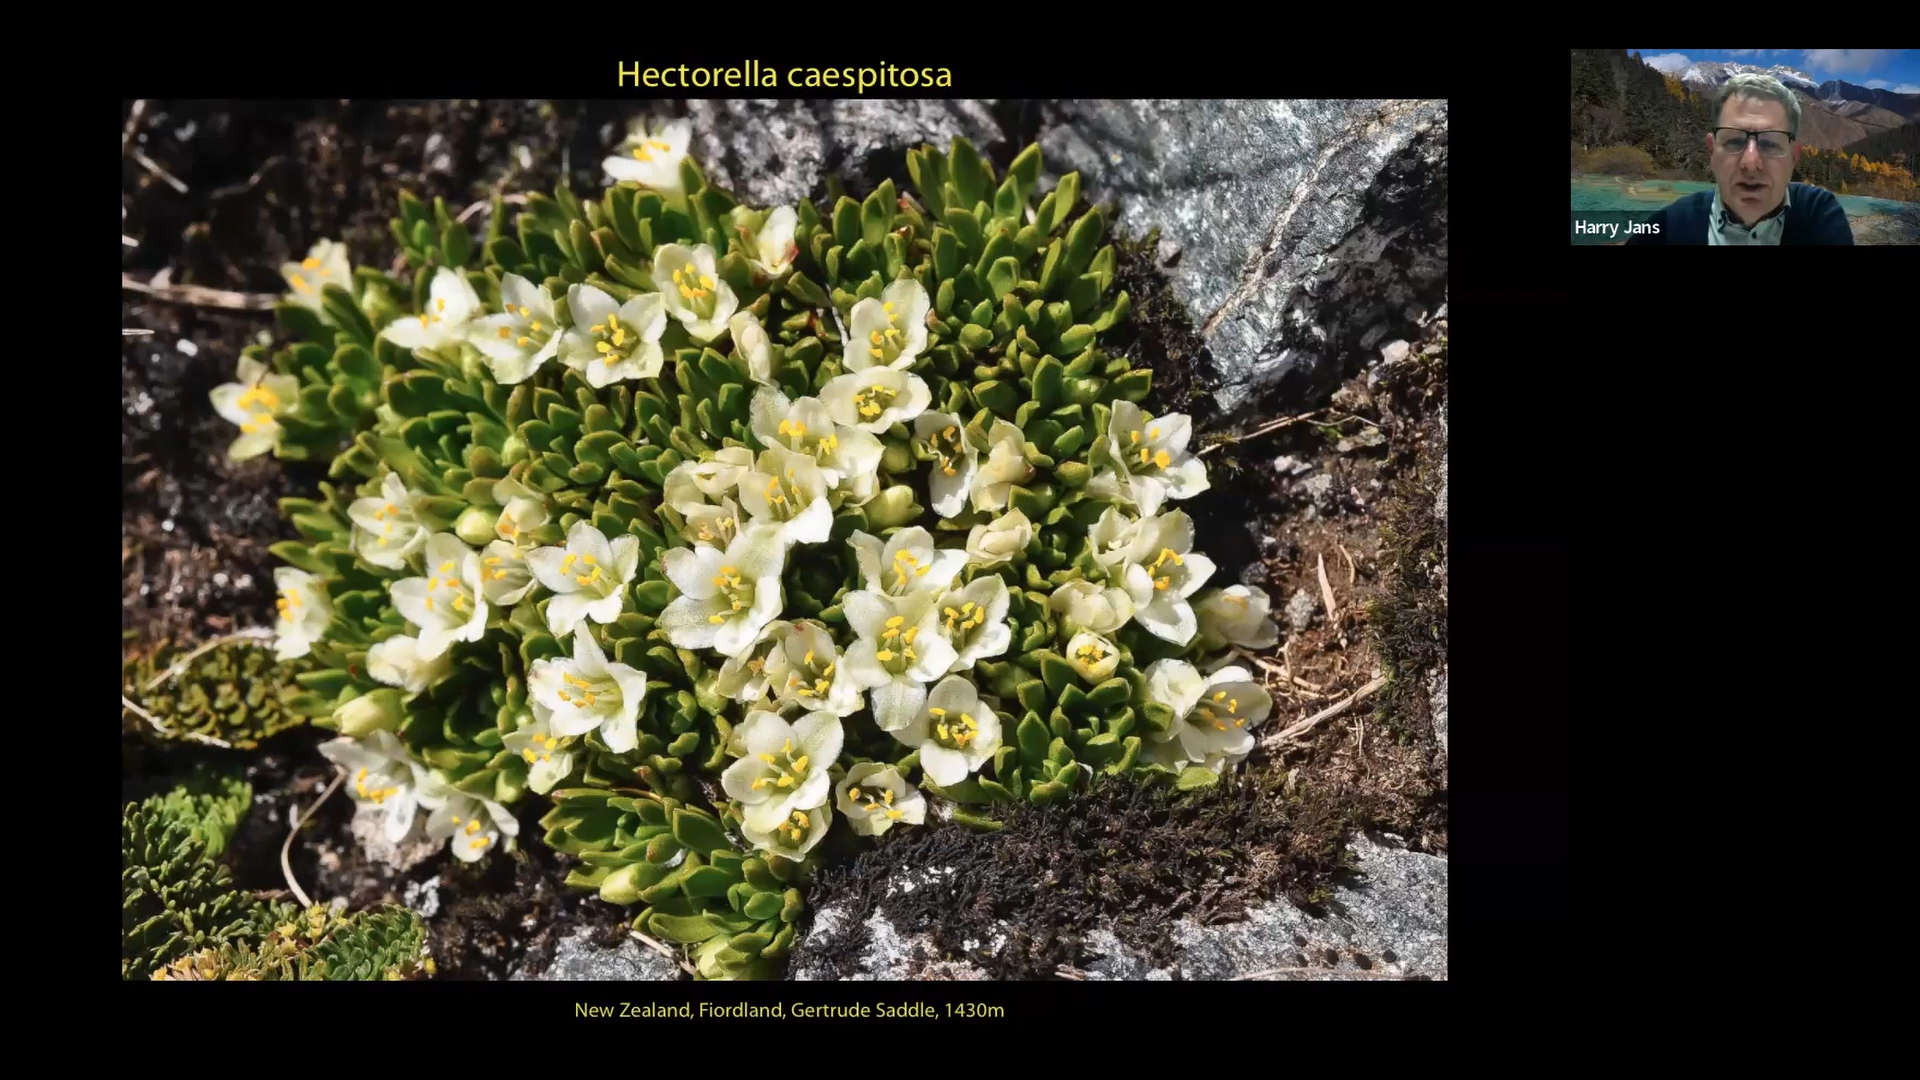 Hectorella caespitosa
Harry Jans
New Zealand, Fiordland, Gertrude Saddle, 1430m